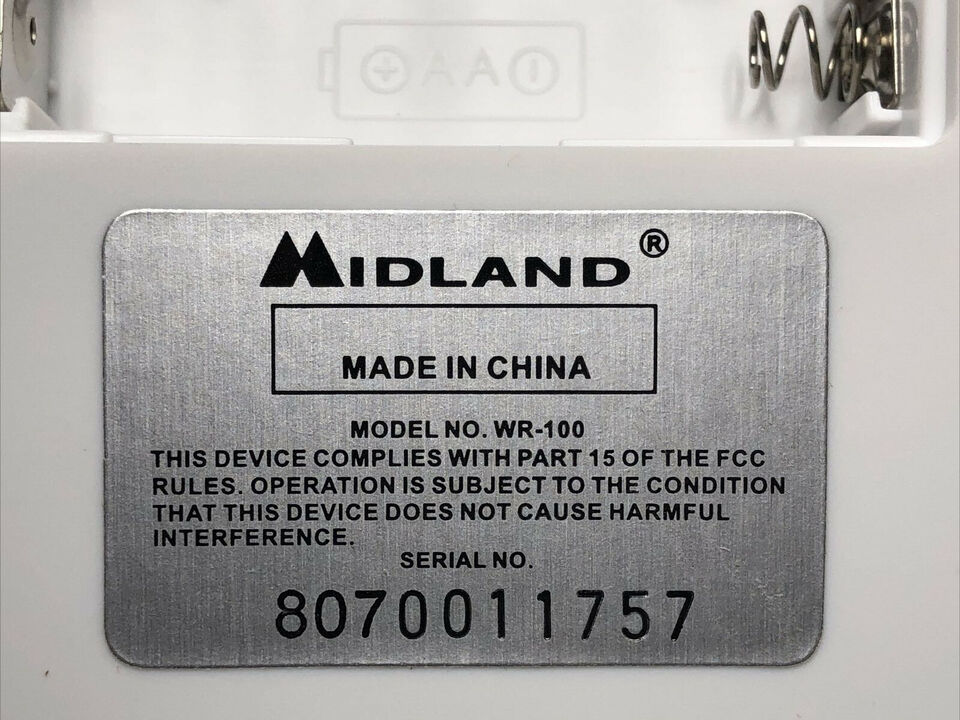 AA
MIDLAND®
MADE IN CHINA
MODEL NO. WR-100
THIS DEVICE COMPLIES WITH PART 15 OF THE FCC
RULES. OPERATION IS SUBJECT TO THE CONDITION
THAT THIS DEVICE DOES NOT CAUSE HARMFUL
INTERFERENCE.
SERIAL NO.
8070011757